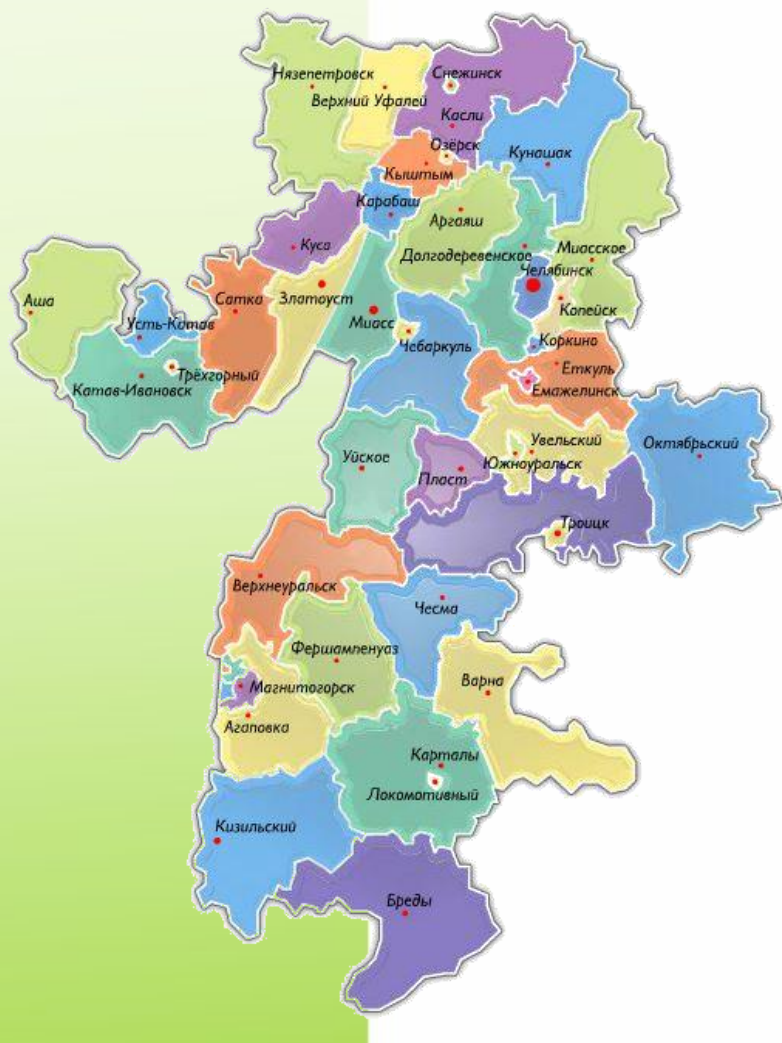 Нязепетровск
Снежинск
Верхний Уфалей
Касли
Озёрск
Кунашак
Кыштым
Карабаш
Аргаяш
Куса
Долгодеревенское
Миасское
Челябинск
Аша
Сатка
Златоуст
Копейск
Усть-Катав
Миасс
Чебаркуль
Коркино
Еткуль
Трёхгорный
Катав-Ивановск
Емажелинск
Увельский
Октябрьский
Уйское
Южноуральск
Пласт
Троицк
Верхнеуральск
Чесма
Фершампенуаз
Варна
Магнитогорск
Агаповка
Карталы
Локомотивный
Кизильский
Бреды